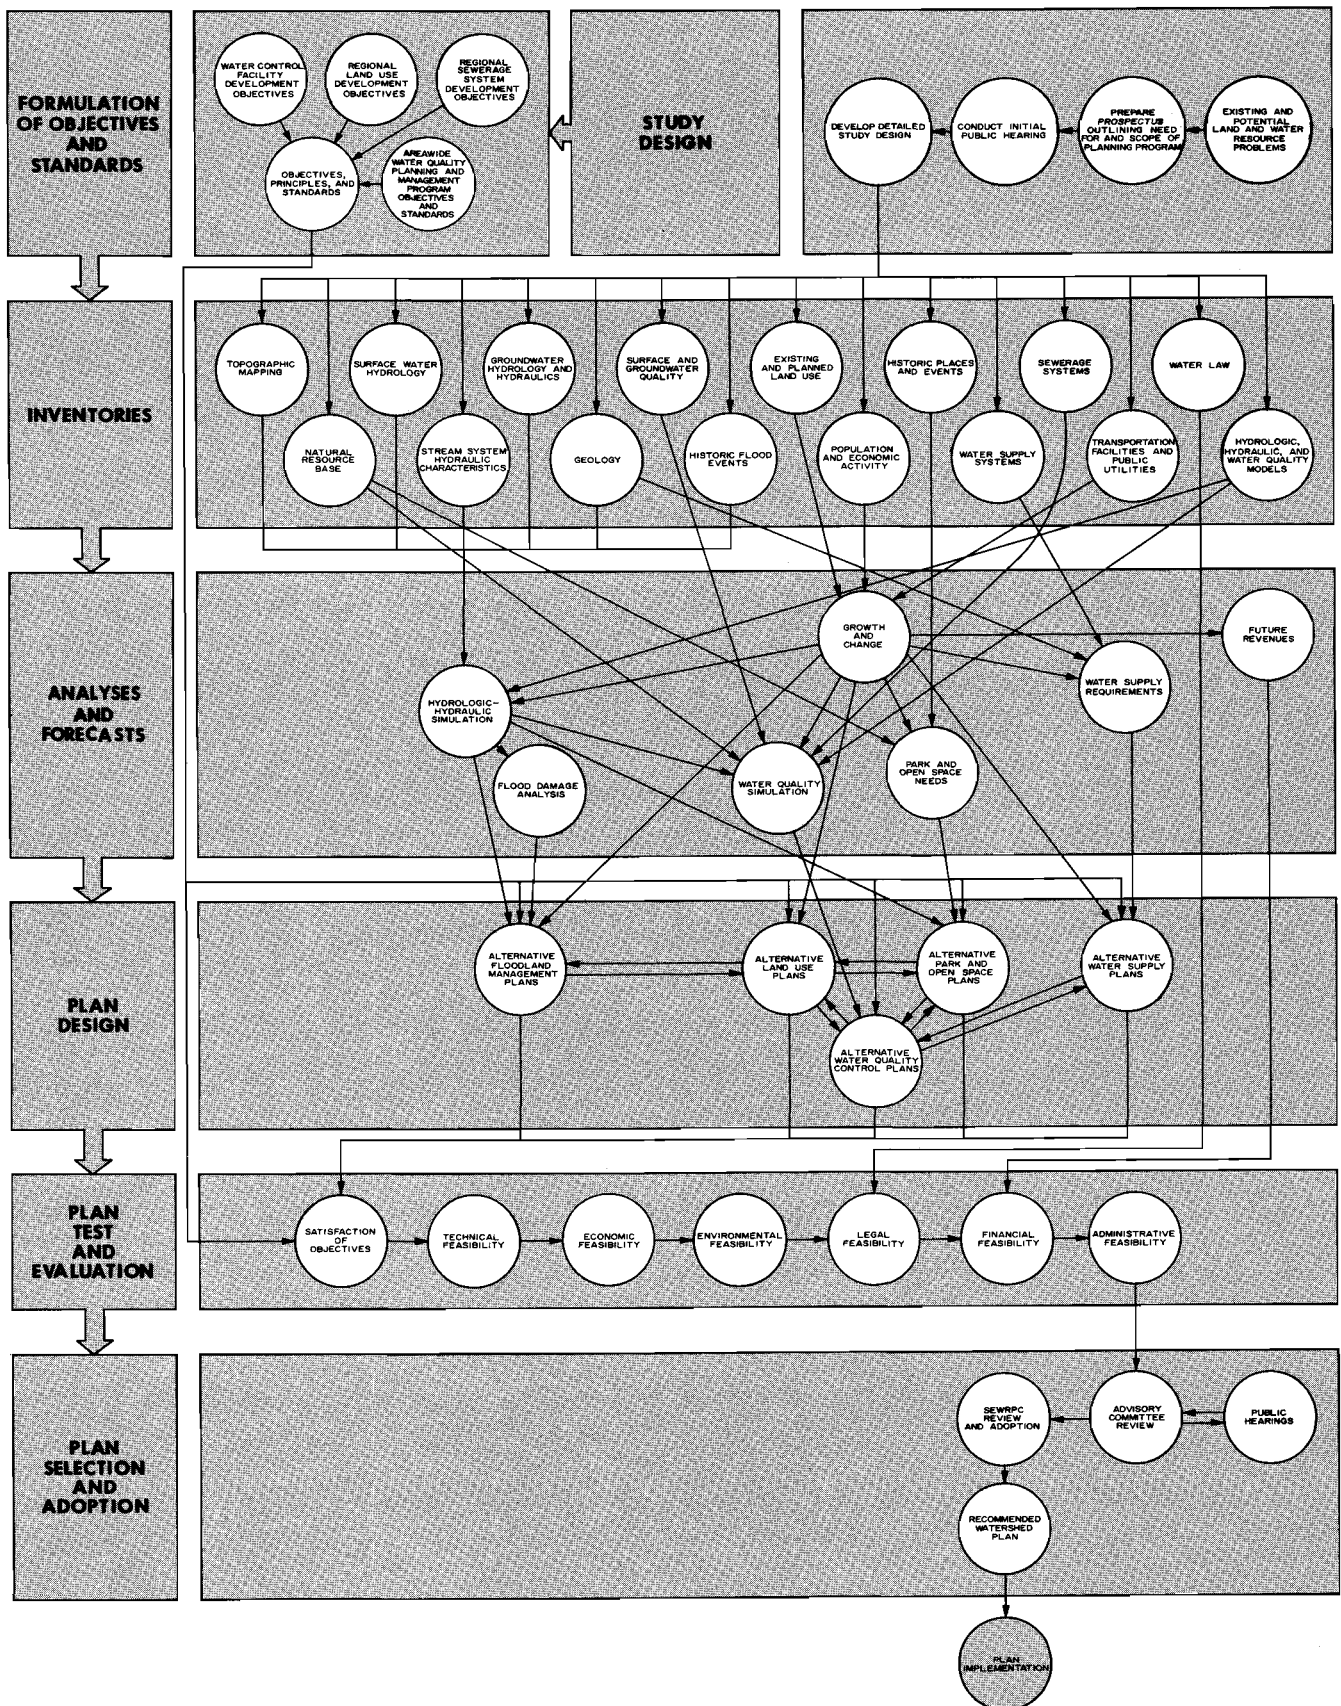 FORMULATION
OF OBJECTIVES
AND
STANDARDS
WATER CONTROL
FACILITY
DEVELOPMENT
OBJECTIVES
REGIONAL
LAND USE
DEVELOPMENT
OBJECTIVES
REGIONAL
SEWERAGE
SYSTEM
DEVELOPMENT
OBJECTIVES
OBJECTIVES,
PRINCIPLES, AND
STANDARDS
AREAWIDE
WATER QUALITY
PLANNING AND
MANAGEMENT
PROGRAM
OBJECTIVES
AND
STANDARDS
STUDY
DESIGN
DEVELOP DETAILED
STUDY DESIGN
CONDUCT INITIAL
PUBLIC HEARING
PREPARE
PROSPECTUS
OUTLINING NEED
FOR AND SCOPE OF
PLANNING PROGRAM
EXISTING AND
POTENTIAL
LAND AND WATER
RESOURCE
PROBLEMS
INVENTORIES
TOPOGRAPHIC
MAPPING
SURFACE WATER
HYDROLOGY
GROUNDWATER
HYDROLOGY AND
HYDRAULICS
SURFACE AND
GROUNDWATER
QUALITY
EXISTING
AND PLANNED
LAND USE
HISTORIC PLACES
AND EVENTS
SEWERAGE
SYSTEMS
WATER LAW
NATURAL
RESOURCE
BASE
STREAM SYSTEM
HYDRAULIC
CHARACTERISTICS
GEOLOGY
HISTORIC FLOOD
EVENTS
POPULATION
AND ECONOMIC
ACTIVITY
WATER SUPPLY
SYSTEMS
TRANSPORTATION
FACILITIES AND
PUBLIC
UTILITIES
HYDROLOGIC,
HYDRAULIC, AND
WATER QUALITY
MODELS
ANALYSES
AND
FORECASTS
GROWTH
AND
CHANGE
FUTURE
REVENUES
WATER SUPPLY
REQUIREMENTS
HYDROLOGIC-
HYDRAULIC
SIMULATION
FLOOD DAMAGE
ANALYSIS
WATER QUALITY
SIMULATION
PARK AND
OPEN SPACE
NEEDS
PLAN
DESIGN
ALTERNATIVE
FLOODLAND
MANAGEMENT
PLANS
ALTERNATIVE
LAND USE
PLANS
ALTERNATIVE
PARK AND
OPEN SPACE
PLANS
ALTERNATIVE
WATER SUPPLY
PLANS
ALTERNATIVE
WATER QUALITY
CONTROL PLANS
PLAN
TEST
AND
EVALUATION
SATISFACTION
OF
OBJECTIVES
TECHNICAL
FEASIBILITY
ECONOMIC
FEASIBILITY
ENVIRONMENTAL
FEASIBILITY
LEGAL
FEASIBILITY
FINANCIAL
FEASIBILITY
ADMINISTRATIVE
FEASIBILITY
PLAN
SELECTION
AND
ADOPTION
SEWRPC
REVIEW
AND ADOPTION
ADVISORY
COMMITTEE
REVIEW
PUBLIC
HEARINGS
RECOMMENDED
WATERSHED
PLAN
PLAN
IMPLEMENTATION